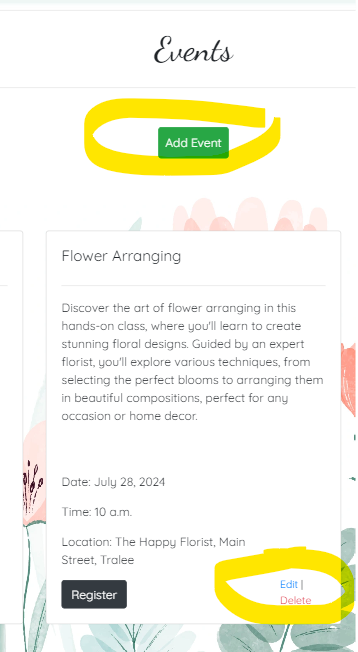 Events
Add Event
Flower Arranging
Discover the art of flower arranging in this
hands-on class, where you'll learn to create
stunning floral designs. Guided by an expert
florist, you'll explore various techniques, from
selecting the perfect blooms to arranging them
in beautiful compositions, perfect for any
occasion or home decor.
Date: July 28, 2024
Time: 10 a.m.
Location: The Happy Florist, Main
Street, Tralee
Register
Edit |
Delete